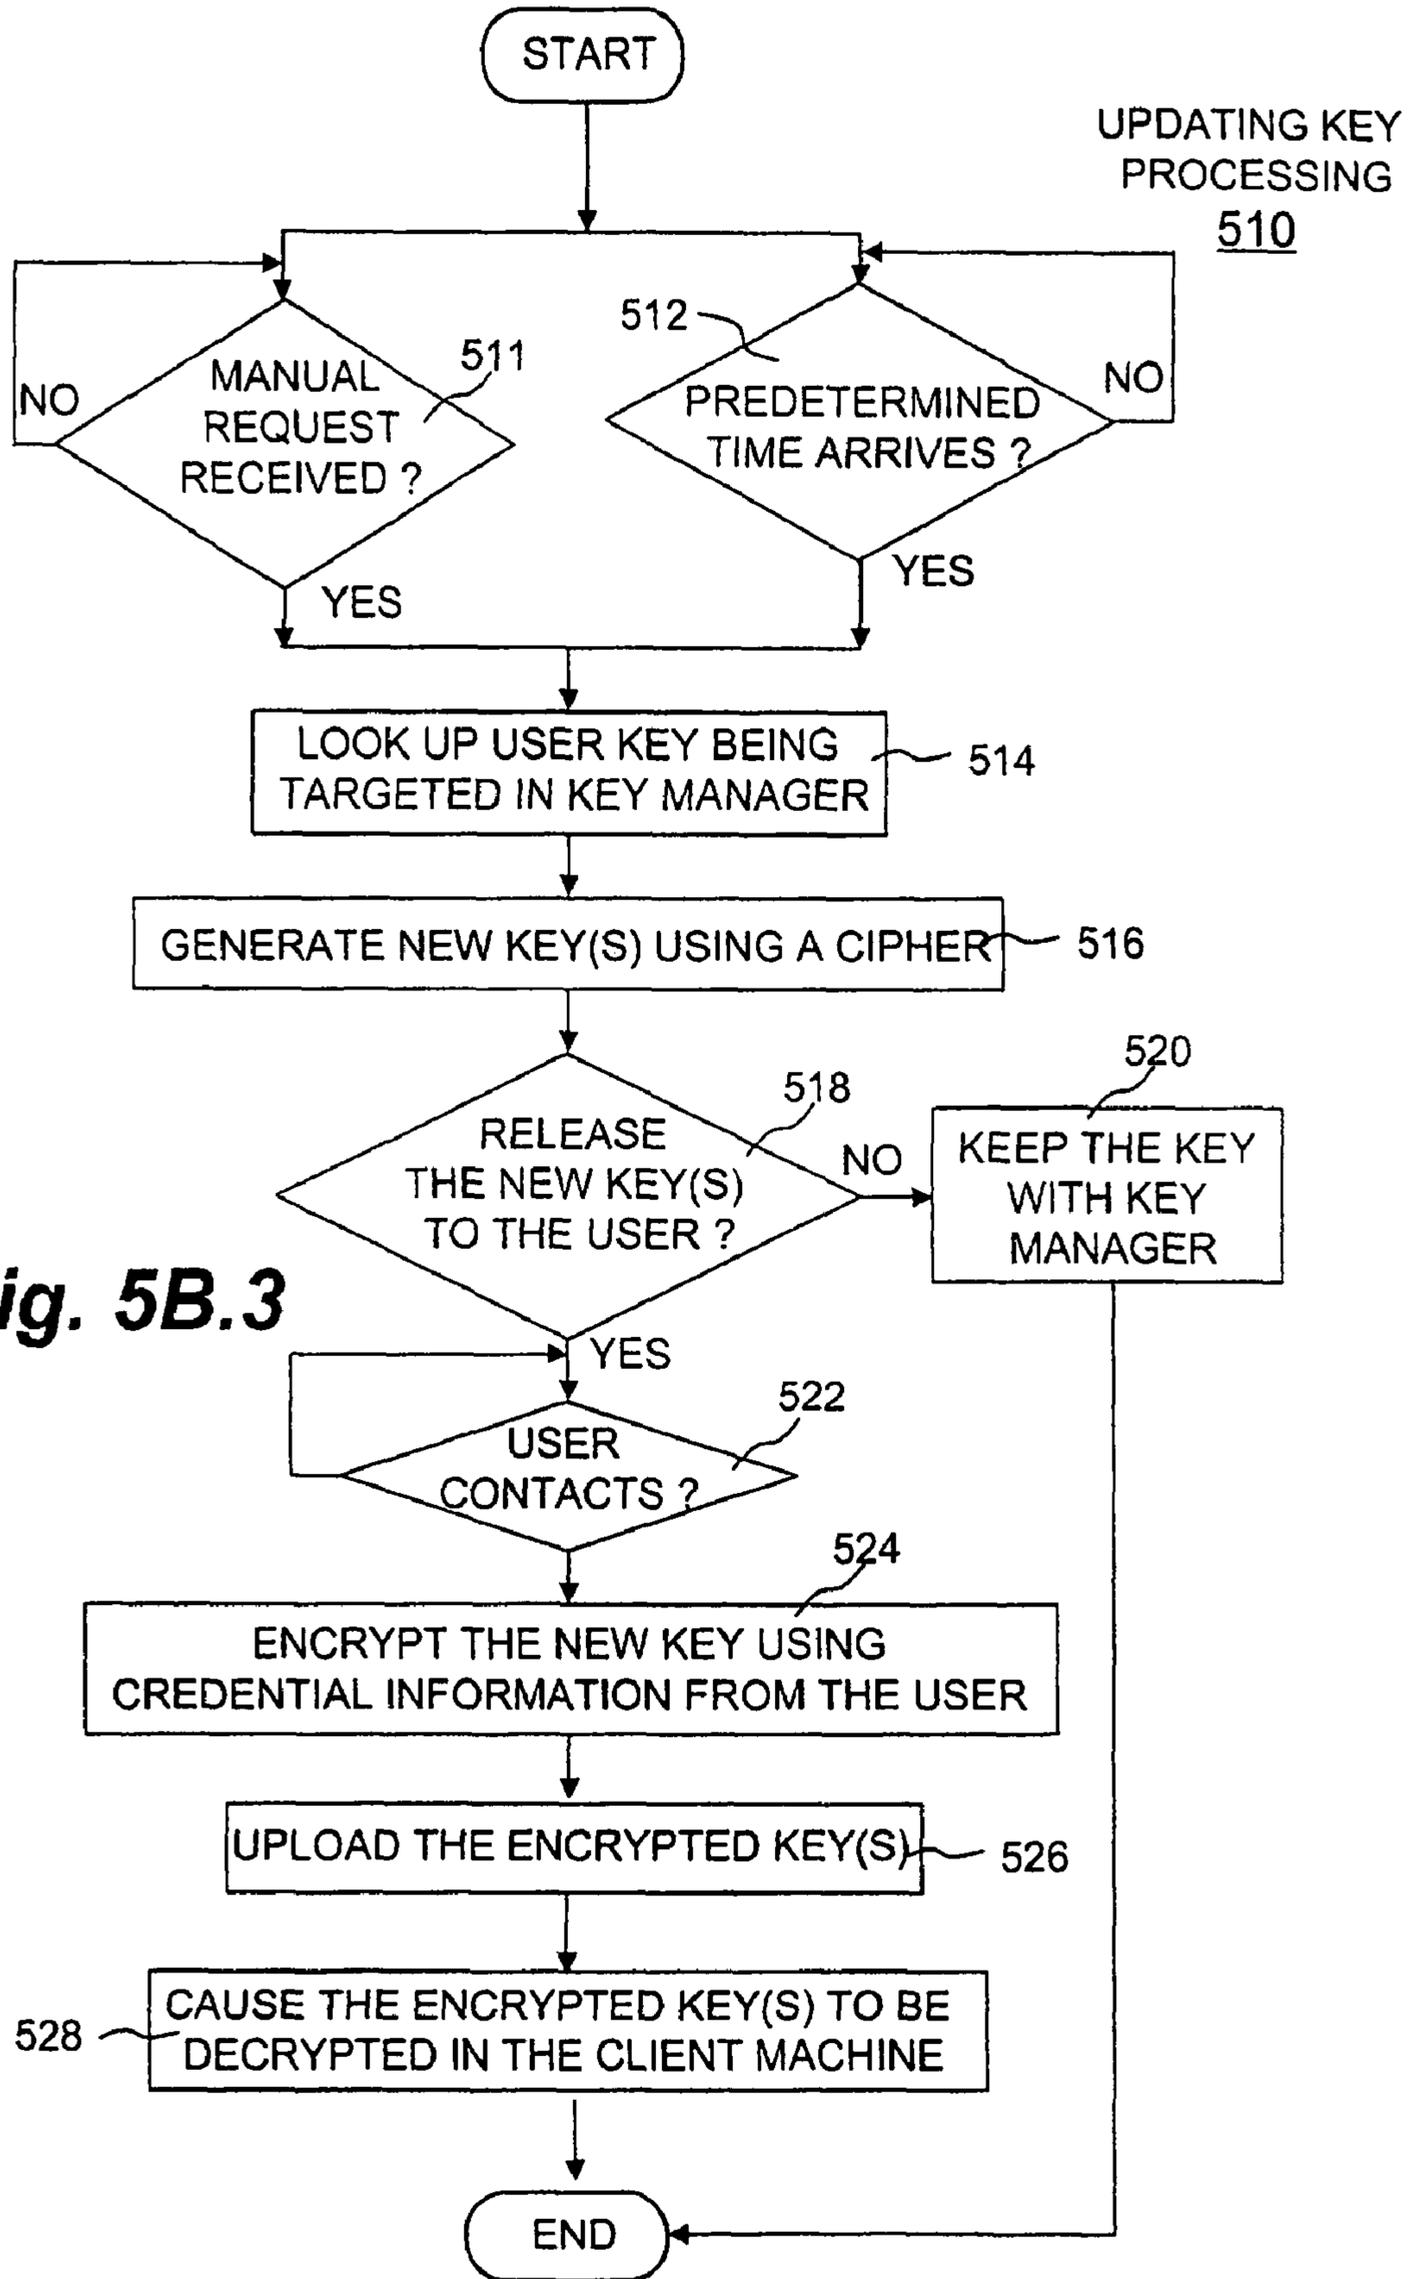 START
UPDATING KEY
PROCESSING
510
512
511
MANUAL
REQUEST
RECEIVED ?
NO
PREDETERMINED
TIME ARRIVES ?
NO
YES
YES
LOOK UP USER KEY BEING
TARGETED IN KEY MANAGER
514
GENERATE NEW KEY(S) USING A CIPHER
516
518
RELEASE
THE NEW KEY(S)
TO THE USER ?
NO
520
KEEP THE KEY
WITH KEY
MANAGER
ig. 5B.3
YES
522
USER
CONTACTS ?
524
ENCRYPT THE NEW KEY USING
CREDENTIAL INFORMATION FROM THE USER
UPLOAD THE ENCRYPTED KEY(S)
526
CAUSE THE ENCRYPTED KEY(S) TO BE
DECRYPTED IN THE CLIENT MACHINE
528
END